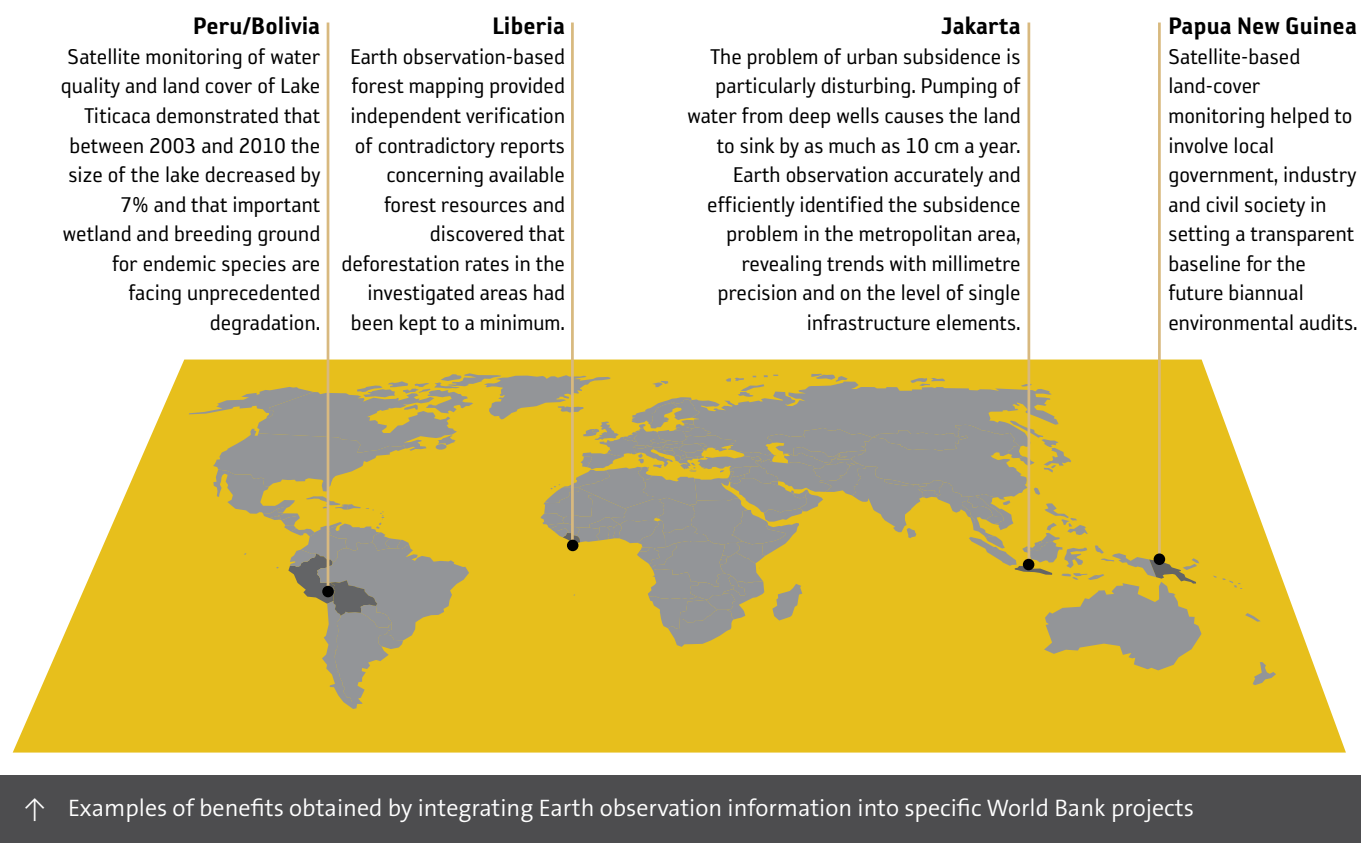 Peru/Bolivia
Satellite monitoring of water
quality and land cover of Lake
Titicaca demonstrated that
between 2003 and 2010 the
size of the lake decreased by
7% and that important
wetland and breeding ground
for endemic species are
facing unprecedented
degradation.
Liberia
Earth observation-based
forest mapping provided
independent verification
of contradictory reports
concerning available
forest resources and
discovered that
deforestation rates in the
investigated areas had
been kept to a minimum.
Jakarta
The problem of urban subsidence is
particularly disturbing. Pumping of
water from deep wells causes the land
to sink by as much as 10 cm a year.
Earth observation accurately and
efficiently identified the subsidence
problem in the metropolitan area,
revealing trends with millimetre
precision and on the level of single
infrastructure elements.
Papua New Guinea
Satellite-based
land-cover
monitoring helped to
involve local
government, industry
and civil society in
setting a transparent
baseline for the
future biannual
environmental audits.
↑ Examples of benefits obtained by integrating Earth observation information into specific World Bank projects